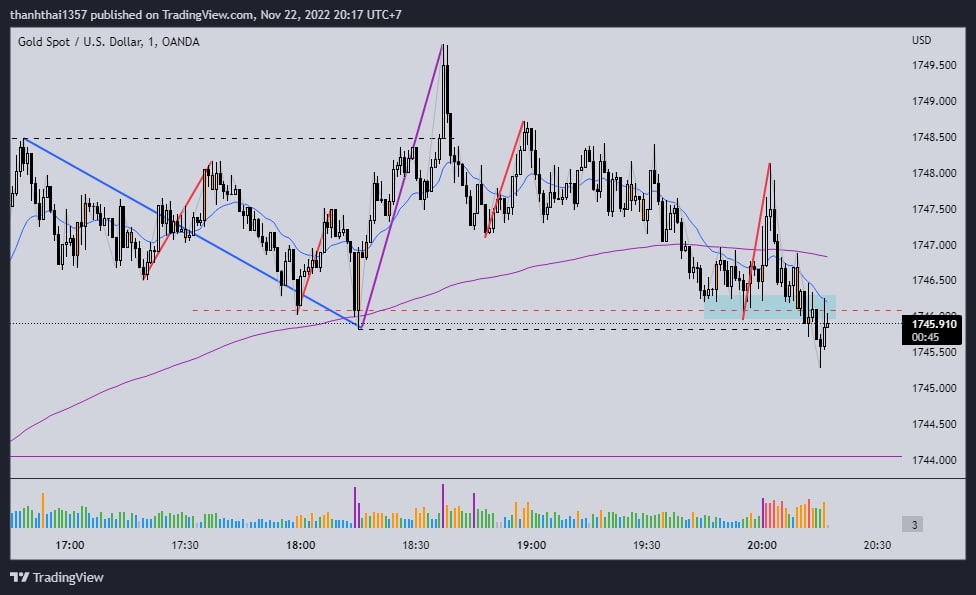 thanhthai1357 published on TradingView.com, Nov 22, 2022 20:17 UTC+7
Gold Spot / U.S. Dollar, 1, OANDA
USD
1749.500
1749.000
1748.500
1748.000
1747.500
1747.000
1746.500
1745.910
00:45
1745.500
1745.000
1744.500
1744.000
3
17:00 17:30 18:00 18:30 19:00 19:30 20:00 20:30
TradingView